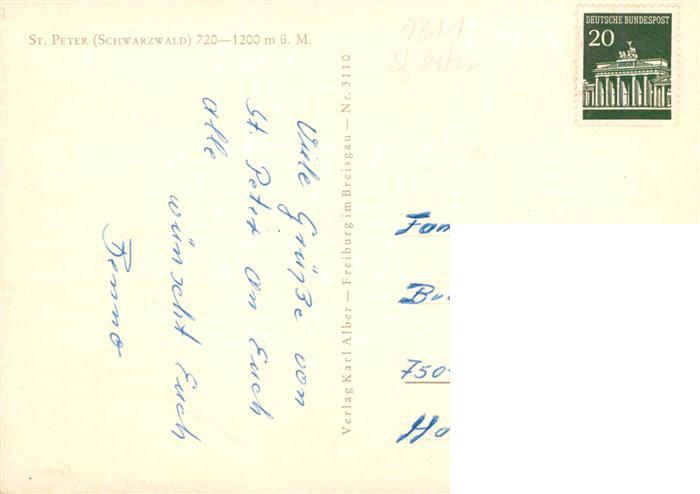 ST. PETER (SCHWARZWALD) 720—1200 m ü. M.
Viele Grüße von
St. Peter an Euch
alle
wünscht Euch
Benno
Verlag Karl Alber — Freiburg im Breisgau — Nr. 3110
7811
St. Peter
DEUTSCHE BUNDESPOST
20
Fam
750